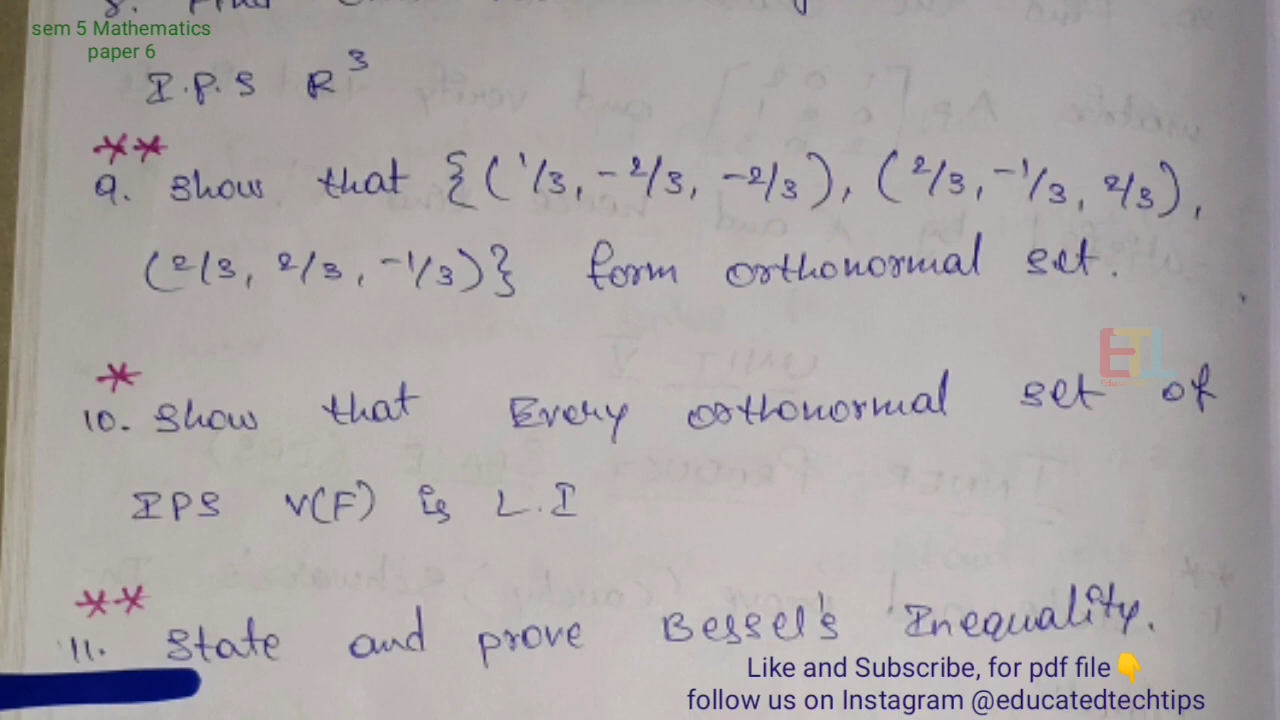 sem 5 Mathematics
paper 6
I.P.S R³
**
9. Show that {(1/3, -2/3, -2/3), (2/3, -1/3, 2/3),
(2/3, 2/3, -1/3)} form orthonormal set.
*
10. Show that Every orthonormal set of
IPS V(F) is L.I
**
11. State and prove Bessel's Inequality.
ETL
Like and Subscribe, for pdf file👇
follow us on Instagram @educatedtechtips